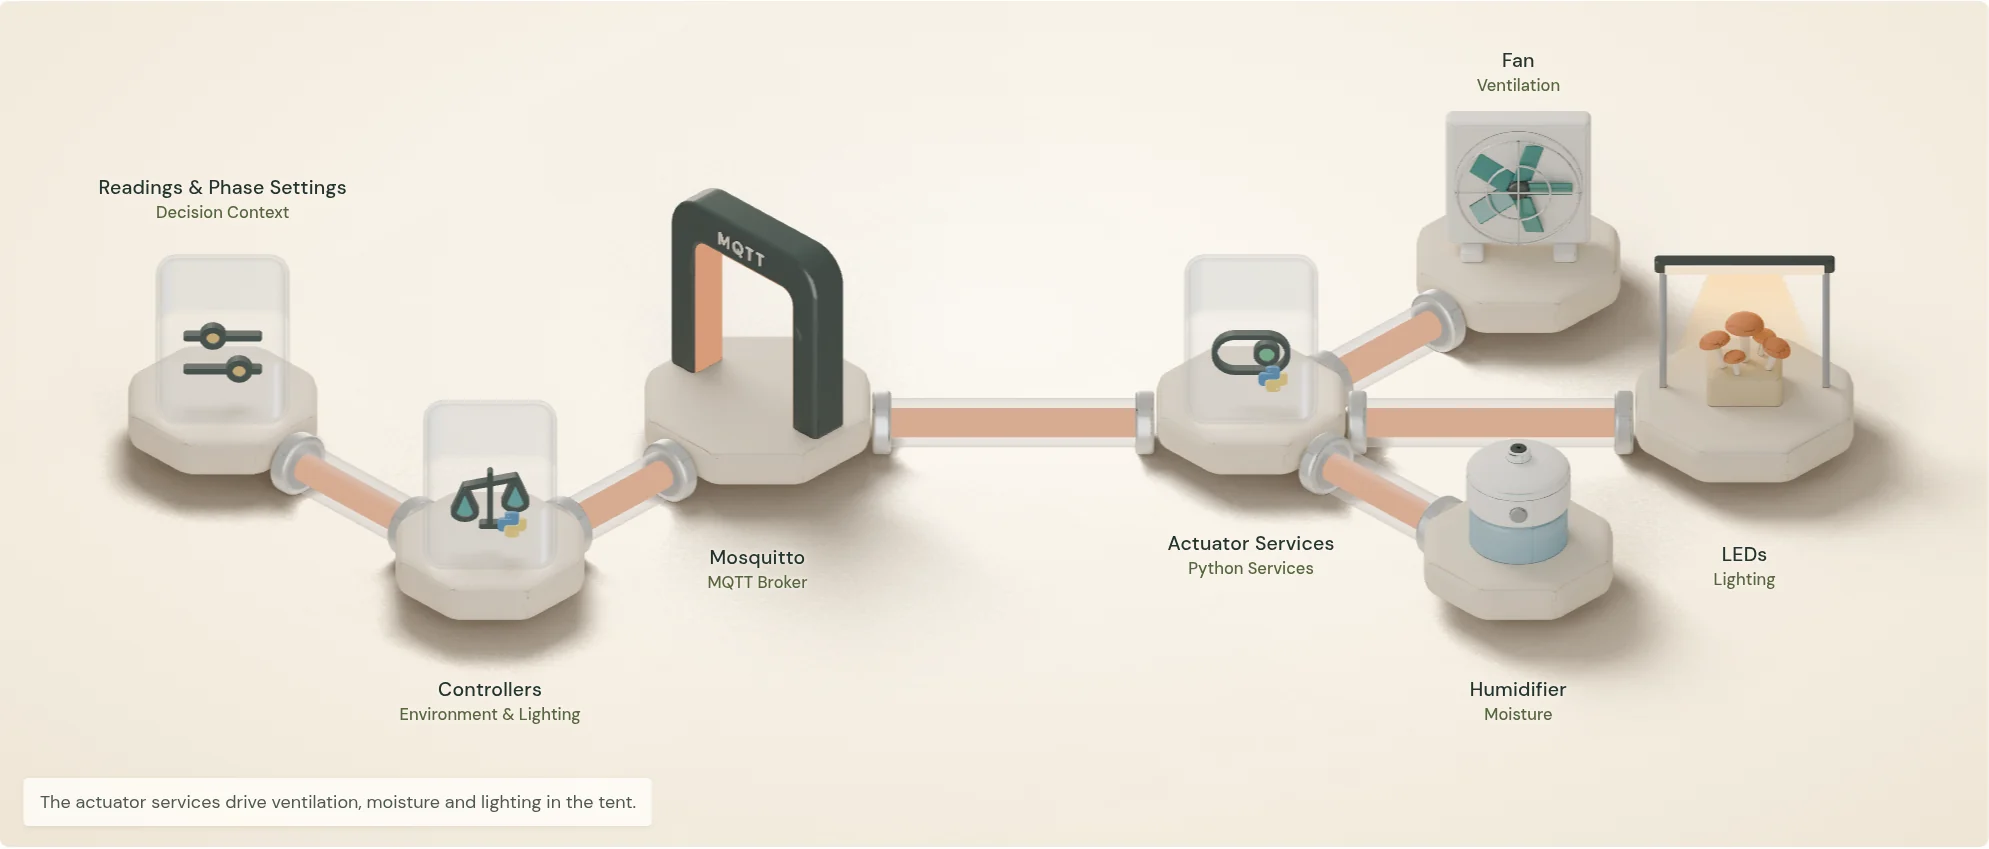 Fan
Ventilation
Readings & Phase Settings
Decision Context
MQTT
Actuator Services
Python Services
Mosquitto
MQTT Broker
LEDs
Lighting
Controllers
Environment & Lighting
Humidifier
Moisture
The actuator services drive ventilation, moisture and lighting in the tent.